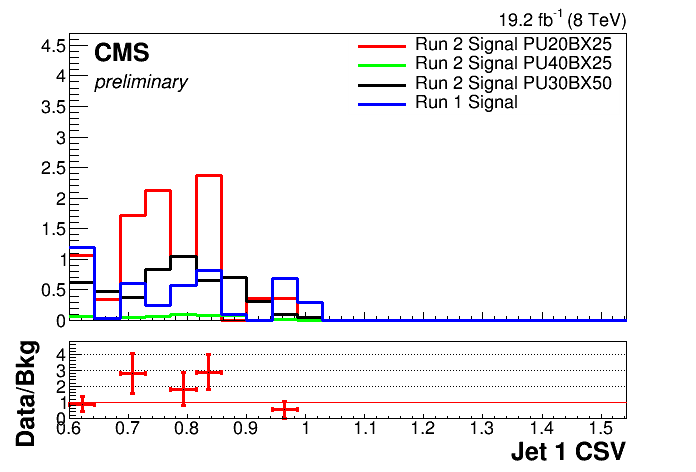 19.2 fb-1 (8 TeV)
CMS
preliminary
Run 2 Signal PU20BX25
Run 2 Signal PU40BX25
Run 2 Signal PU30BX50
Run 1 Signal
4.5
4
3.5
3
2.5
2
1.5
1
0.5
0
Data/Bkg
4
3
2
1
0
0.6 0.7 0.8 0.9 1 1.1 1.2 1.3 1.4 1.5
Jet 1 CSV